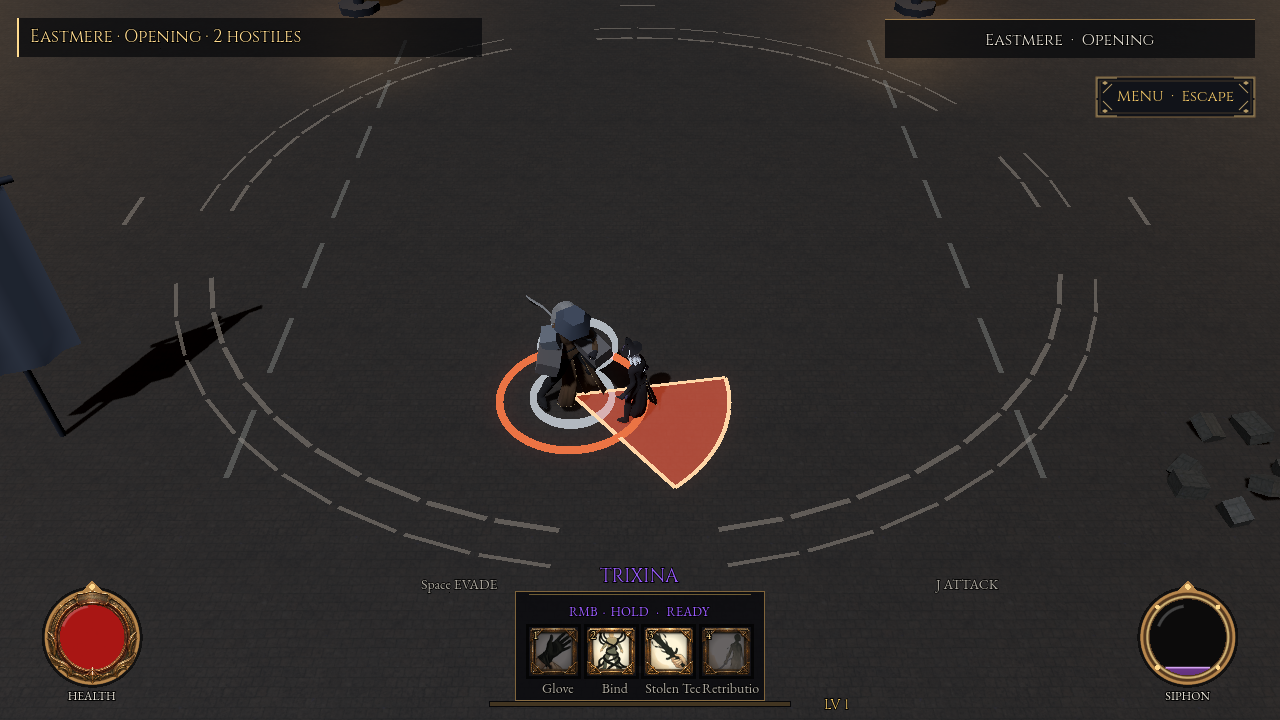 Eastmere · Opening · 2 hostiles
Eastmere · Opening
MENU · Escape
Space EVADE
TRIXINA
J ATTACK
RMB · HOLD · READY
1 2 3 4
Glove Bind Stolen Tec Retributio
HEALTH
SIPHON
LV 1